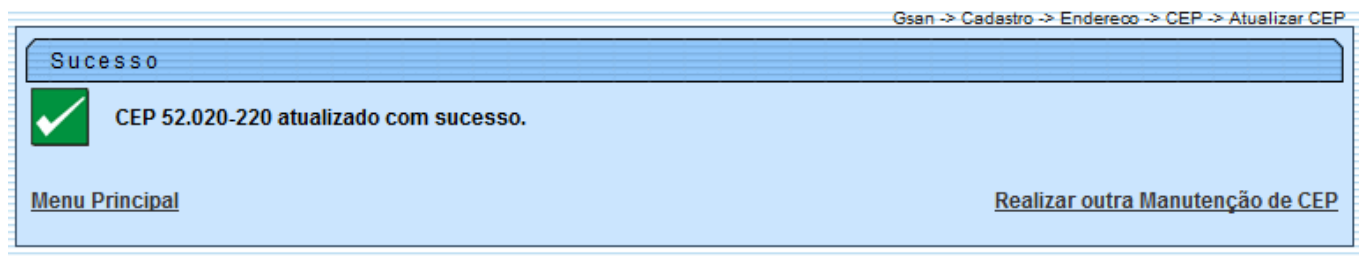 Gsan -> Cadastro -> Endereco -> CEP -> Atualizar CEP
Sucesso
CEP 52.020-220 atualizado com sucesso.
Menu Principal
Realizar outra Manutenção de CEP